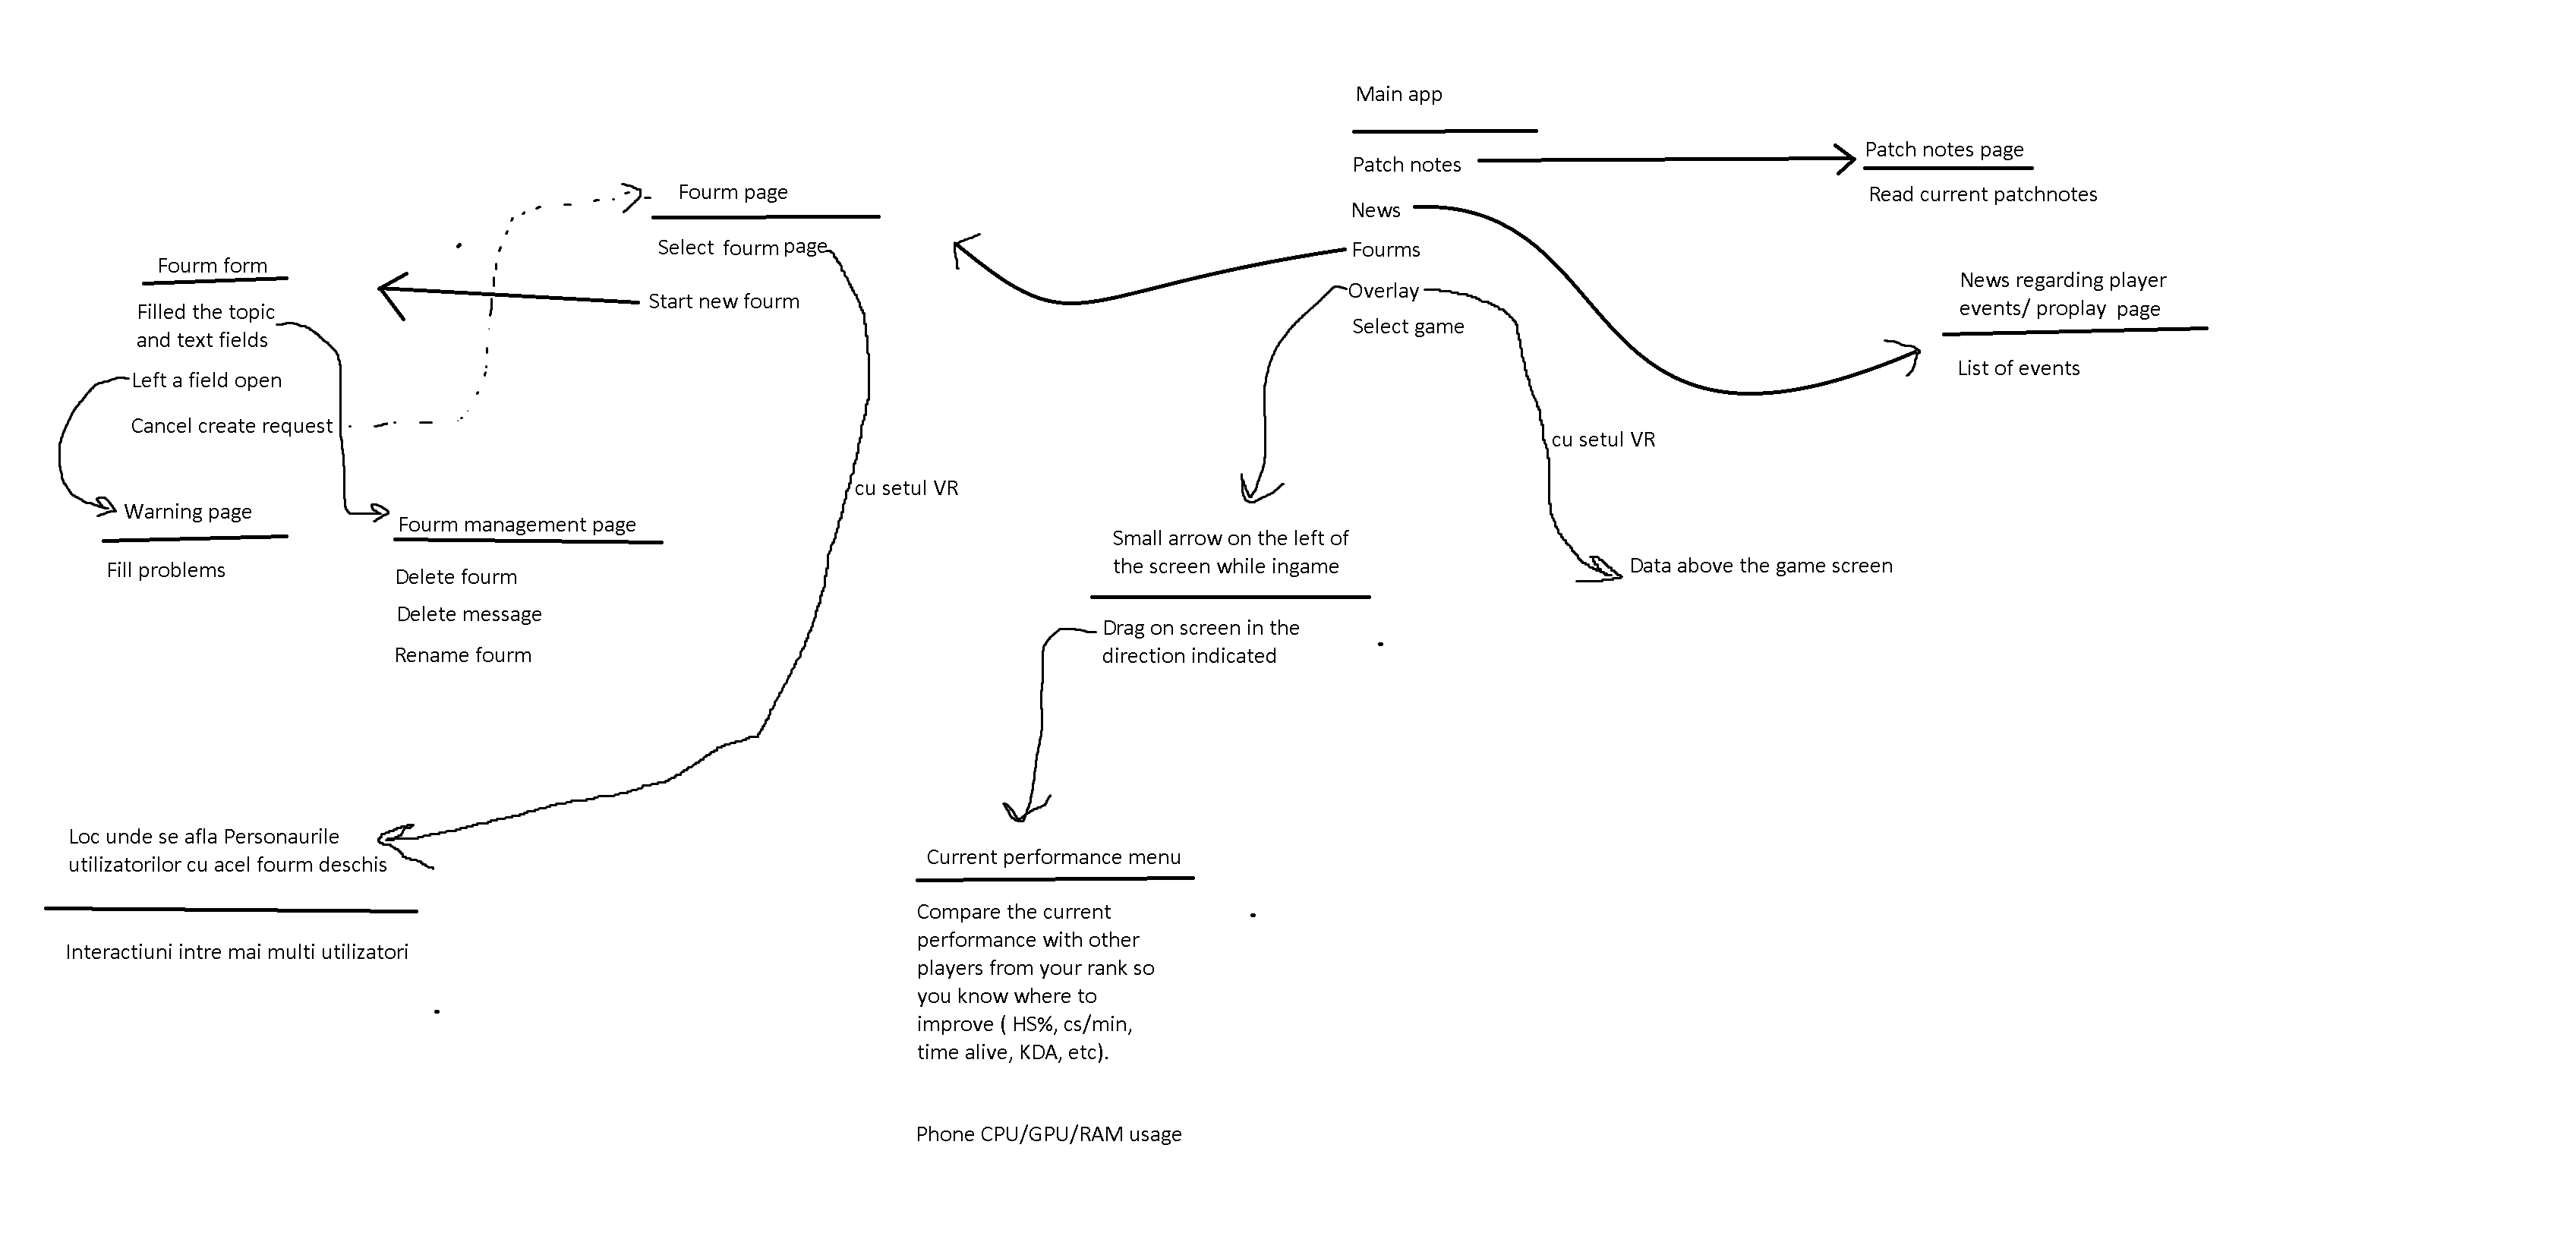 Main app
Patch notes
News
Fourms
Overlay
Select game
Patch notes page
Read current patchnotes
News regarding player
events/ proplay  page
List of events
cu setul VR
Data above the game screen
Small arrow on the left of
the screen while ingame
Drag on screen in the
direction indicated
Current performance menu
Compare the current
performance with other
players from your rank so
you know where to
improve ( HS%, cs/min,
time alive, KDA, etc).
Phone CPU/GPU/RAM usage
Fourm page
Select fourm page
Start new fourm
cu setul VR
Fourm form
Filled the topic
and text fields
Left a field open
Cancel create request
Warning page
Fill problems
Fourm management page
Delete fourm
Delete message
Rename fourm
Loc unde se afla Personaurile
utilizatorilor cu acel fourm deschis
Interactiuni intre mai multi utilizatori